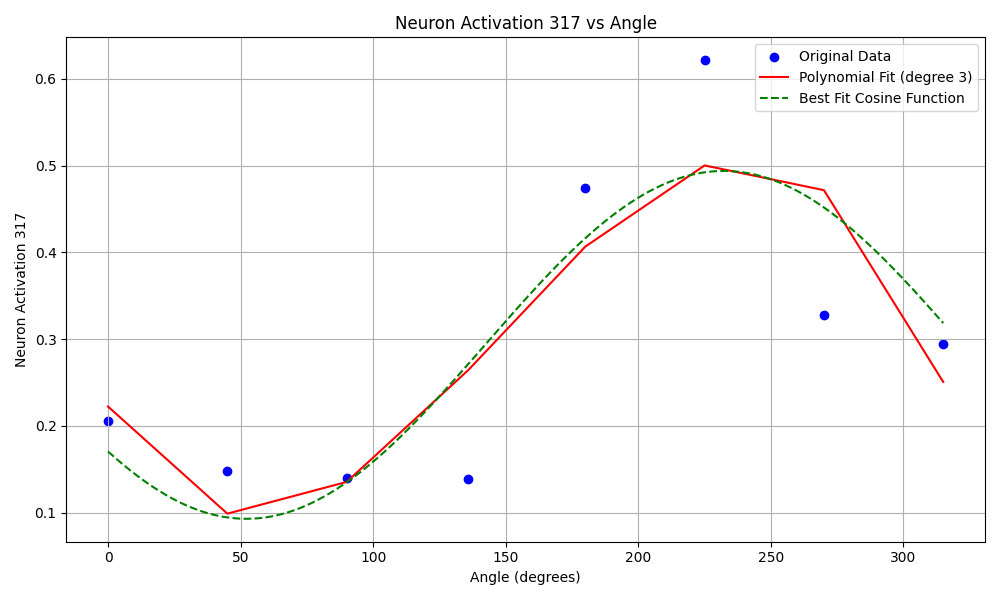 Neuron Activation 317 vs Angle
Original Data
Polynomial Fit (degree 3)
Best Fit Cosine Function
0.6
0.5
0.4
0.3
0.2
0.1
Neuron Activation 317
0 50 100 150 200 250 300
Angle (degrees)